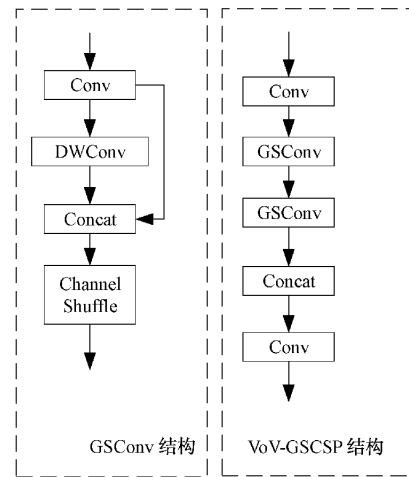 Conv
DWConv
Concat
Channel
Shuffle
GSConv 结构
Conv
GSConv
GSConv
Concat
Conv
VoV-GSCSP 结构